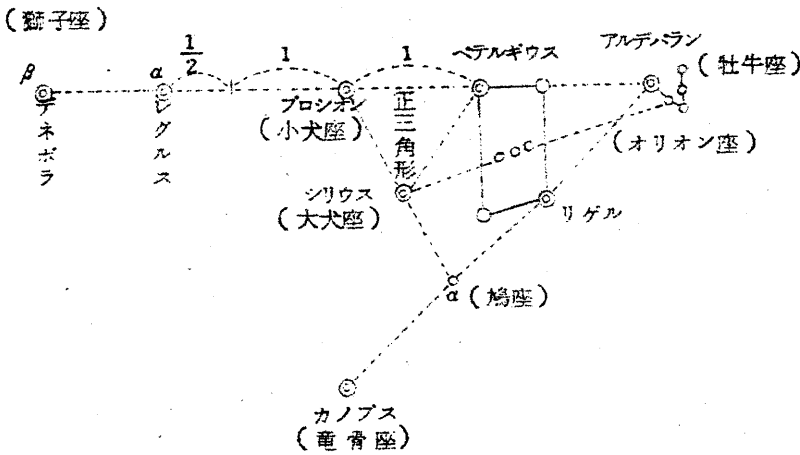 (獅子座)
1/2
1
1
ベテルギウス
アルデバラン
(牡牛座)
β
α
デネボラ
レグルス
プロシオン
(小犬座)
正三角形
(オリオン座)
シリウス
(大犬座)
リゲル
α(鳩座)
カノプス
(竜骨座)